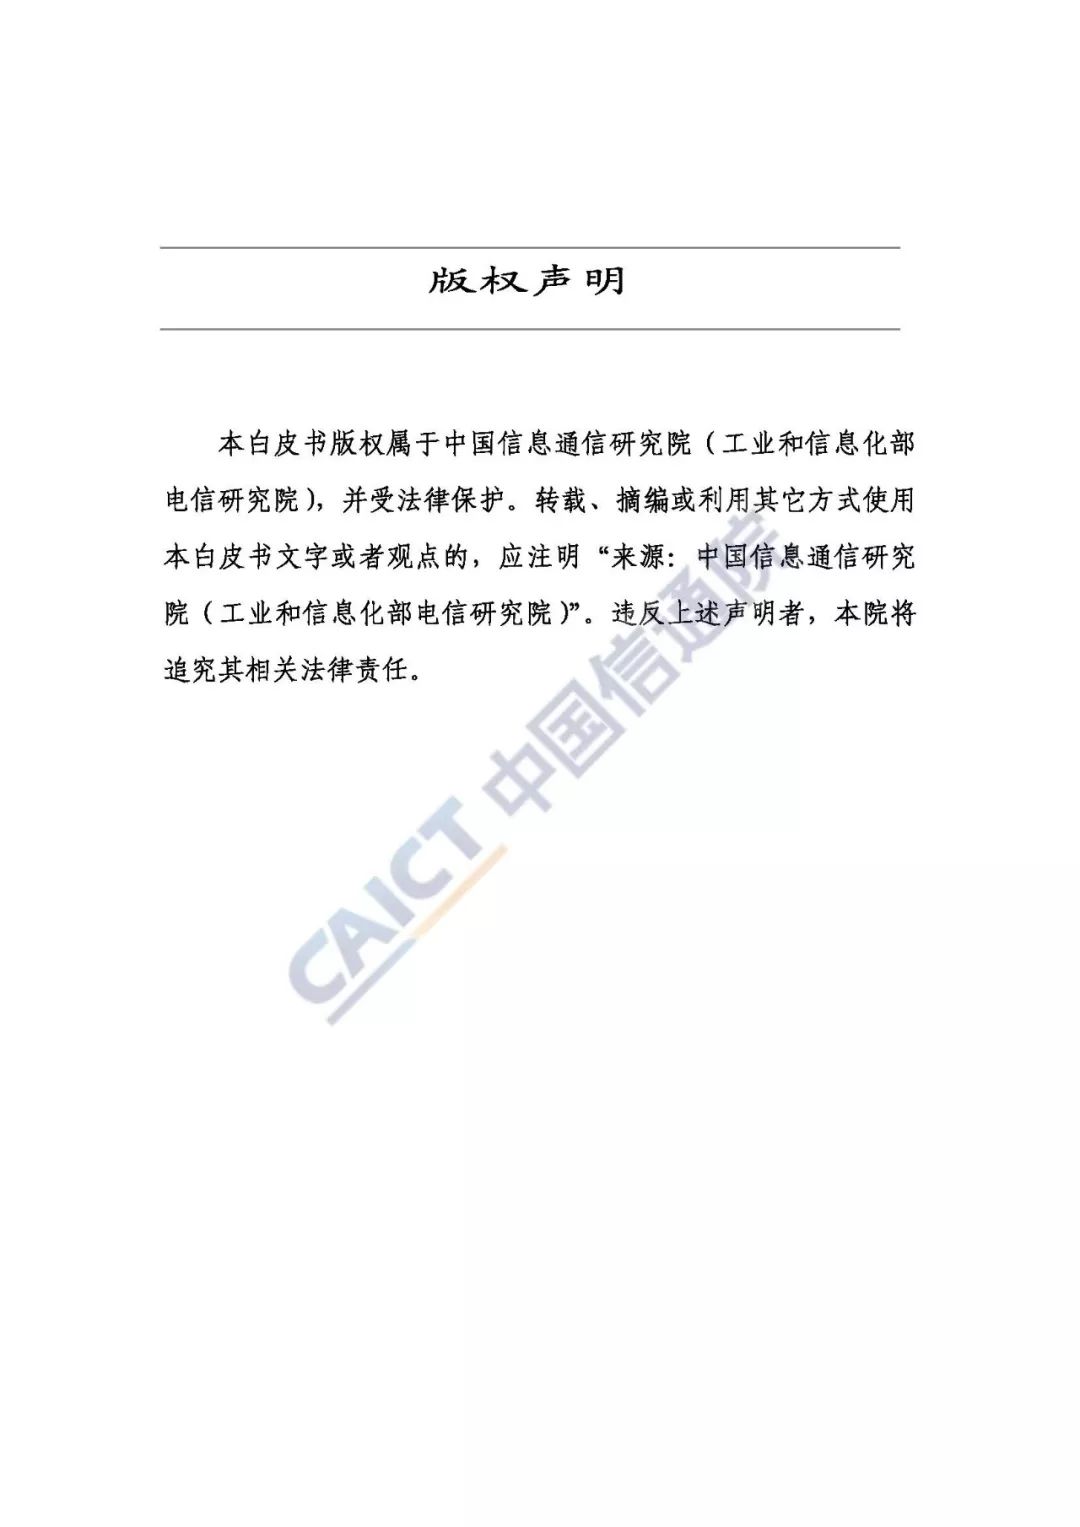 版权声明
本白皮书版权属于中国信息通信研究院（工业和信息化部
电信研究院），并受法律保护。转载、摘编或利用其它方式使用
本白皮书文字或者观点的，应注明“来源：中国信息通信研究
院（工业和信息化部电信研究院）”。违反上述声明者，本院将
追究其相关法律责任。
CAICT 中国信通院